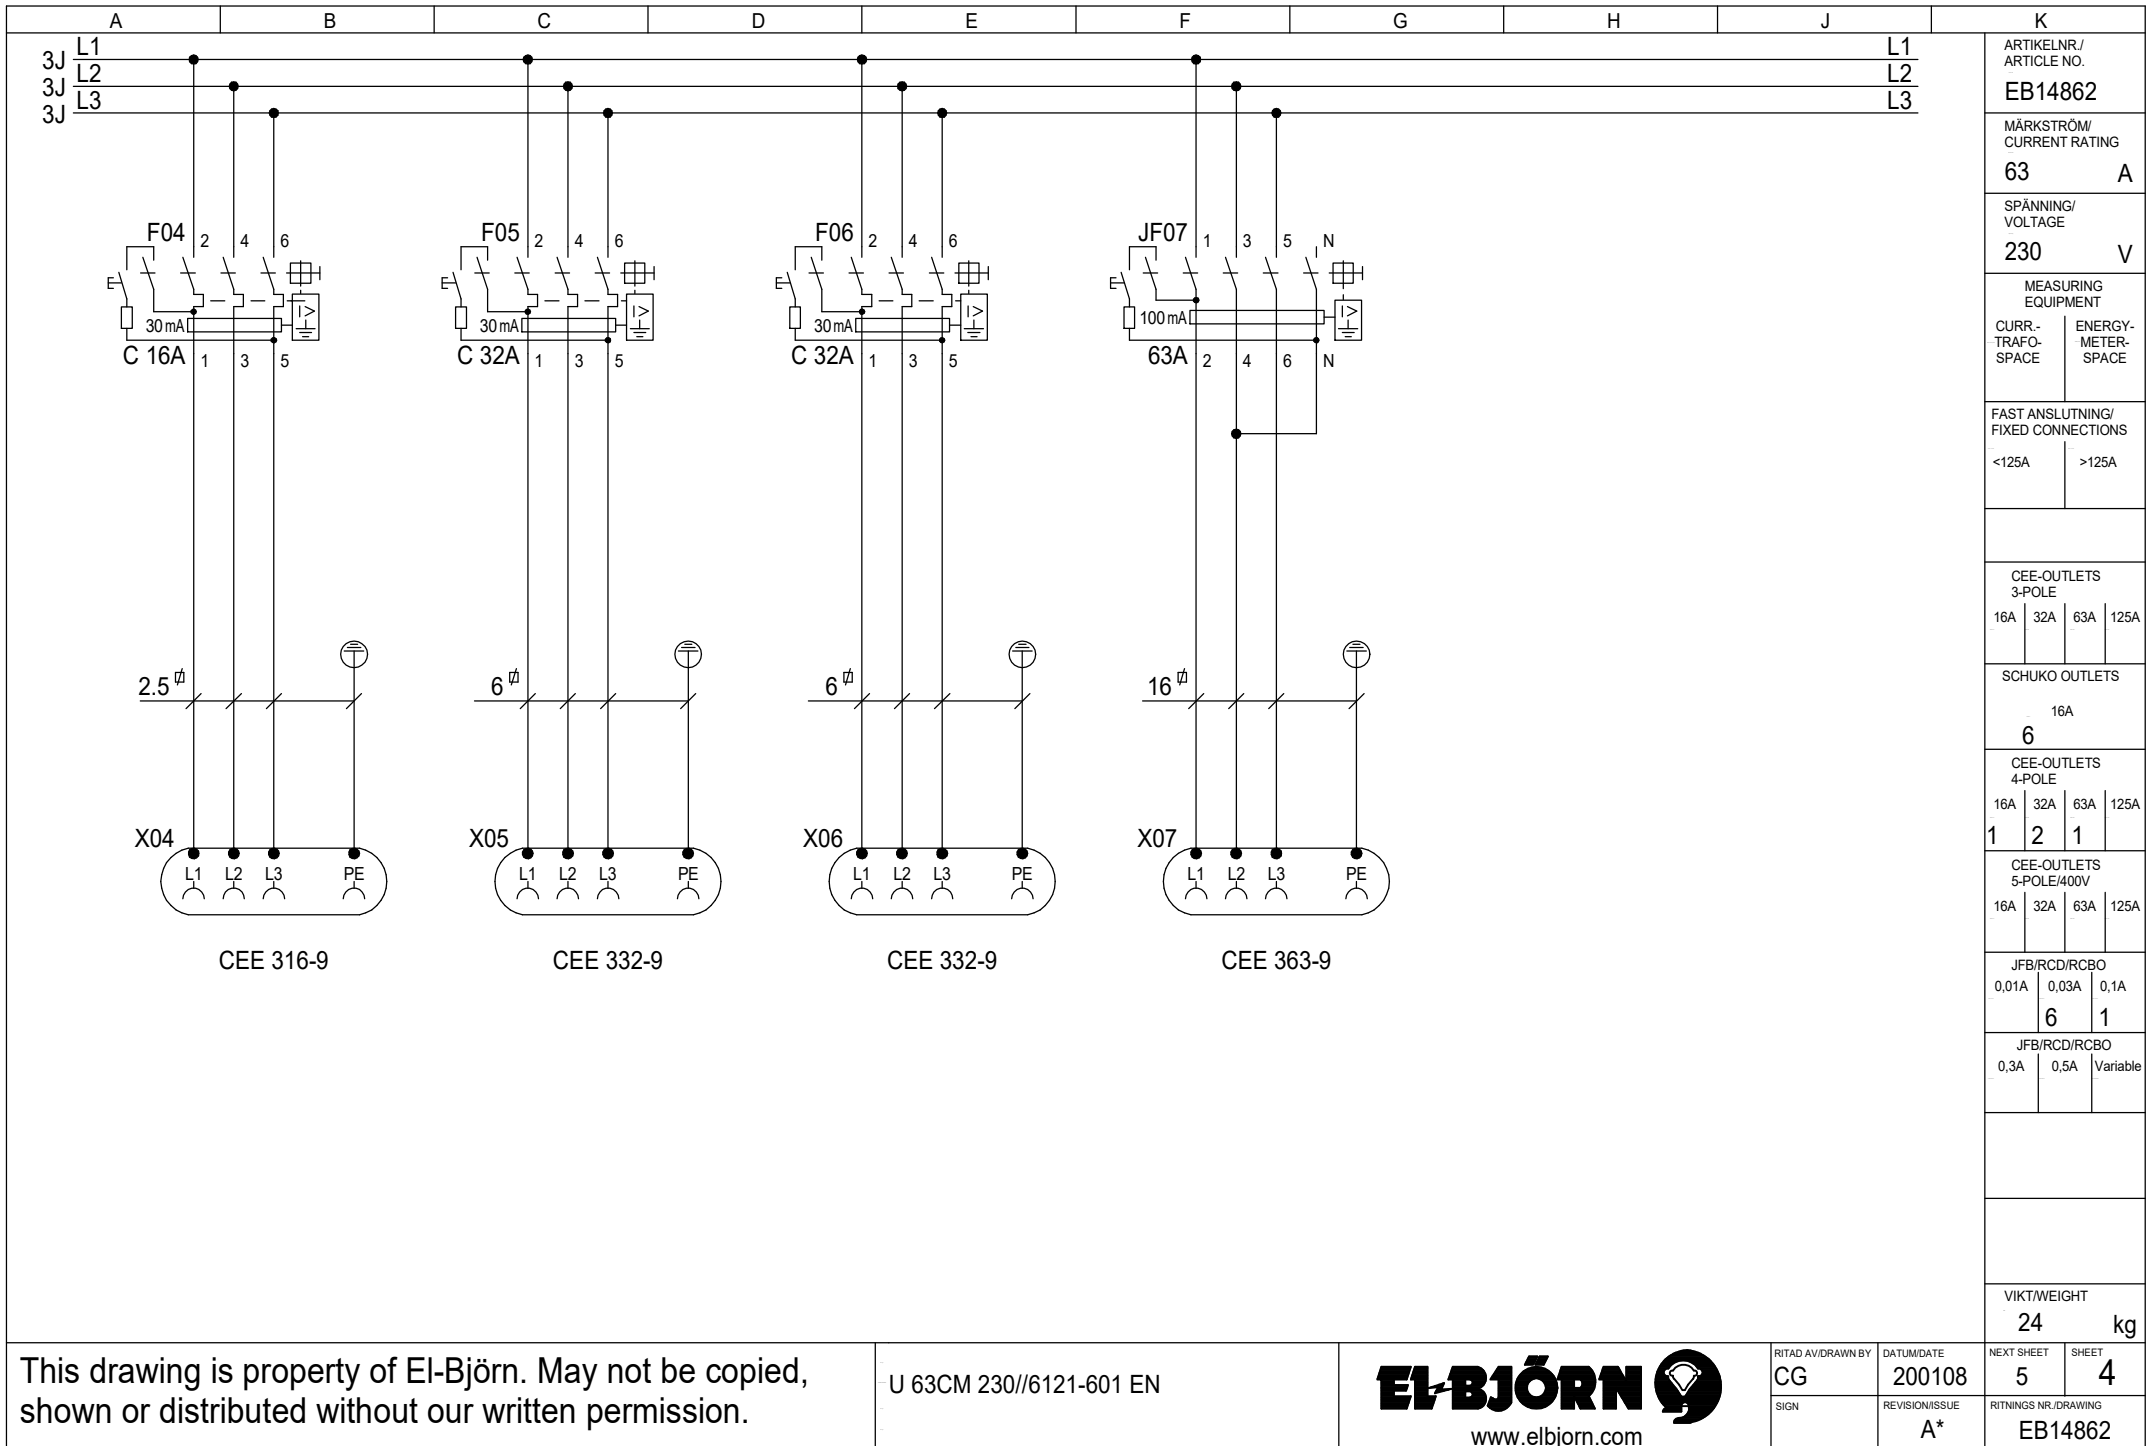 A B C D E F G H J K
3J L1 L1
3J L2 L2
3J L3 L3
F04 2 4 6
30 mA I>
C 16A 1 3 5
F05 2 4 6
30 mA I>
C 32A 1 3 5
F06 2 4 6
30 mA I>
C 32A 1 3 5
JF07 1 3 5 N
100 mA I>
63A 2 4 6 N
2.5
6
6
16
X04
L1 L2 L3 PE
CEE 316-9
X05
L1 L2 L3 PE
CEE 332-9
X06
L1 L2 L3 PE
CEE 332-9
X07
L1 L2 L3 PE
CEE 363-9
ARTIKELNR./
ARTICLE NO.
EB14862
MÄRKSTRÖM/
CURRENT RATING
63 A
SPÄNNING/
VOLTAGE
230 V
MEASURING
EQUIPMENT
CURR.-
TRAFO-
SPACE
ENERGY-
METER-
SPACE
FAST ANSLUTNING/
FIXED CONNECTIONS
<125A >125A
CEE-OUTLETS
3-POLE
16A 32A 63A 125A
SCHUKO OUTLETS
16A
6
CEE-OUTLETS
4-POLE
16A 32A 63A 125A
1 2 1
CEE-OUTLETS
5-POLE/400V
16A 32A 63A 125A
JFB/RCD/RCBO
0,01A 0,03A 0,1A
6 1
JFB/RCD/RCBO
0,3A 0,5A Variable
VIKT/WEIGHT
24 kg
This drawing is property of El-Björn. May not be copied,
shown or distributed without our written permission.
U 63CM 230//6121-601 EN
EL-BJÖRN
www.elbjorn.com
RITAD AV/DRAWN BY
CG
DATUM/DATE
200108
NEXT SHEET
5
SHEET
4
SIGN
REVISION/ISSUE
A*
RITNINGS NR./DRAWING
EB14862